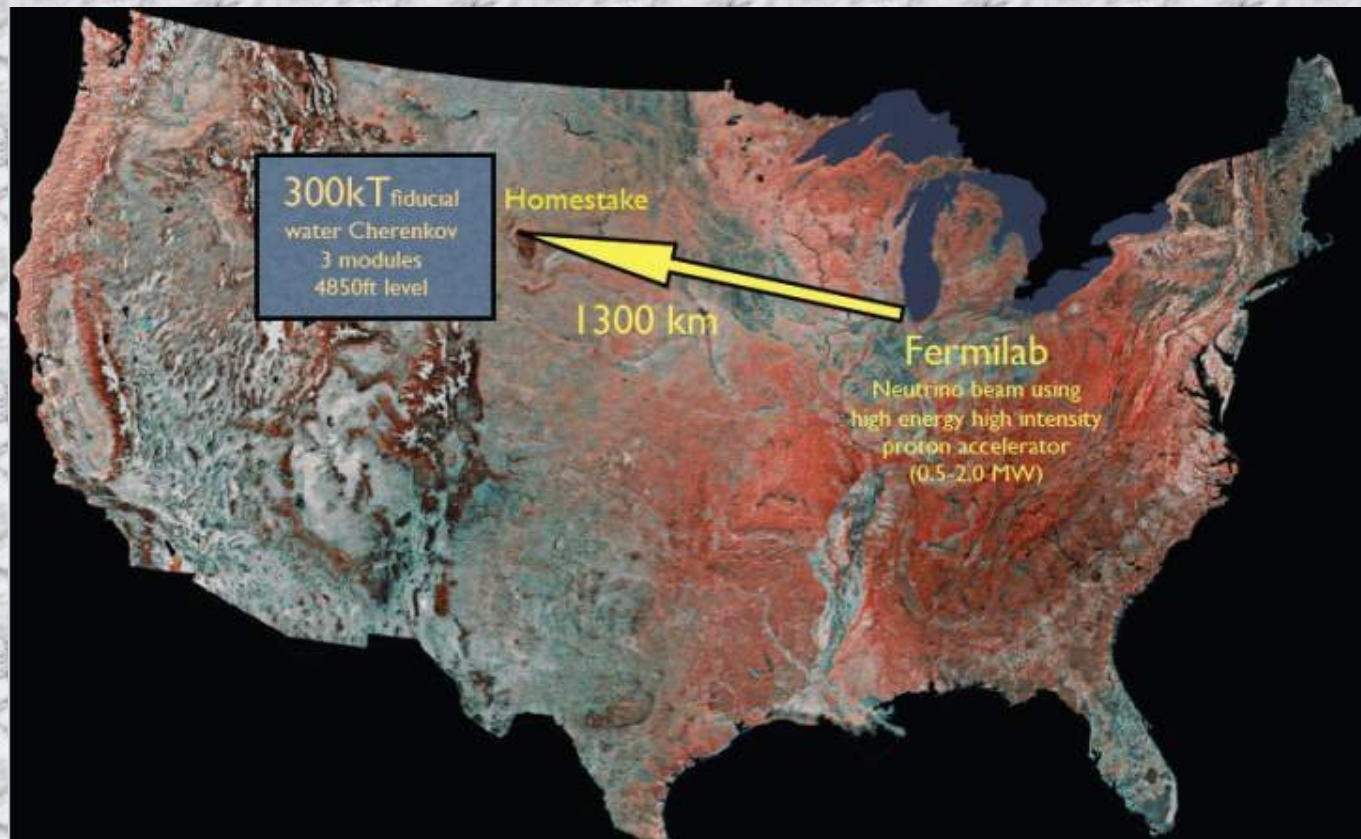 300kT fiducial
water Cherenkov
3 modules
4850ft level
Homestake
1300 km
Fermilab
Neutrino beam using
high energy high intensity
proton accelerator
(0.5-2.0 MW)